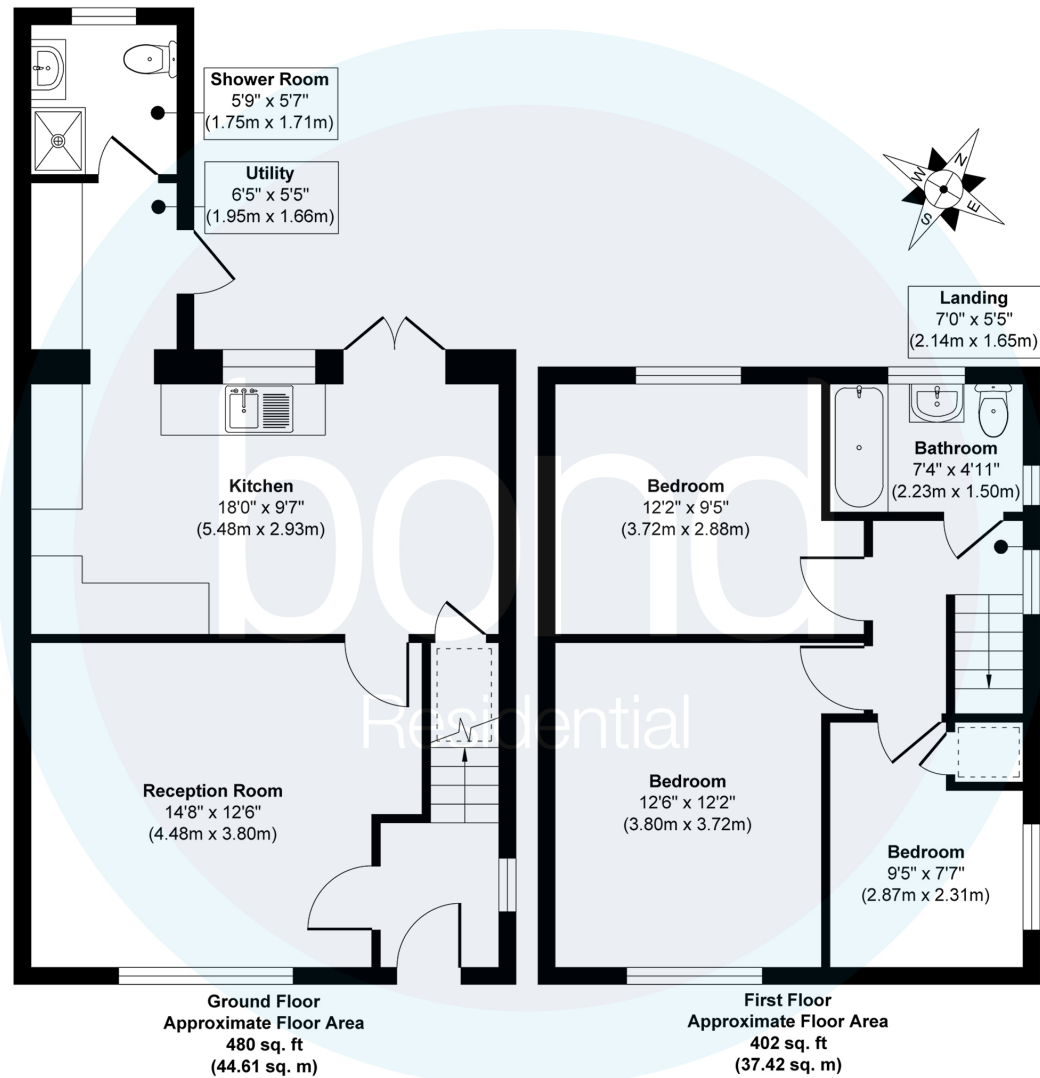 Shower Room
5'9" x 5'7"
(1.75m x 1.71m)
Utility
6'5" x 5'5"
(1.95m x 1.66m)
N
W
E
S
Landing
7'0" x 5'5"
(2.14m x 1.65m)
Kitchen
18'0" x 9'7"
(5.48m x 2.93m)
Bedroom
12'2" x 9'5"
(3.72m x 2.88m)
Bathroom
7'4" x 4'11"
(2.23m x 1.50m)
bond
Residential
Reception Room
14'8" x 12'6"
(4.48m x 3.80m)
Bedroom
12'6" x 12'2"
(3.80m x 3.72m)
Bedroom
9'5" x 7'7"
(2.87m x 2.31m)
Ground Floor
Approximate Floor Area
480 sq. ft
(44.61 sq. m)
First Floor
Approximate Floor Area
402 sq. ft
(37.42 sq. m)